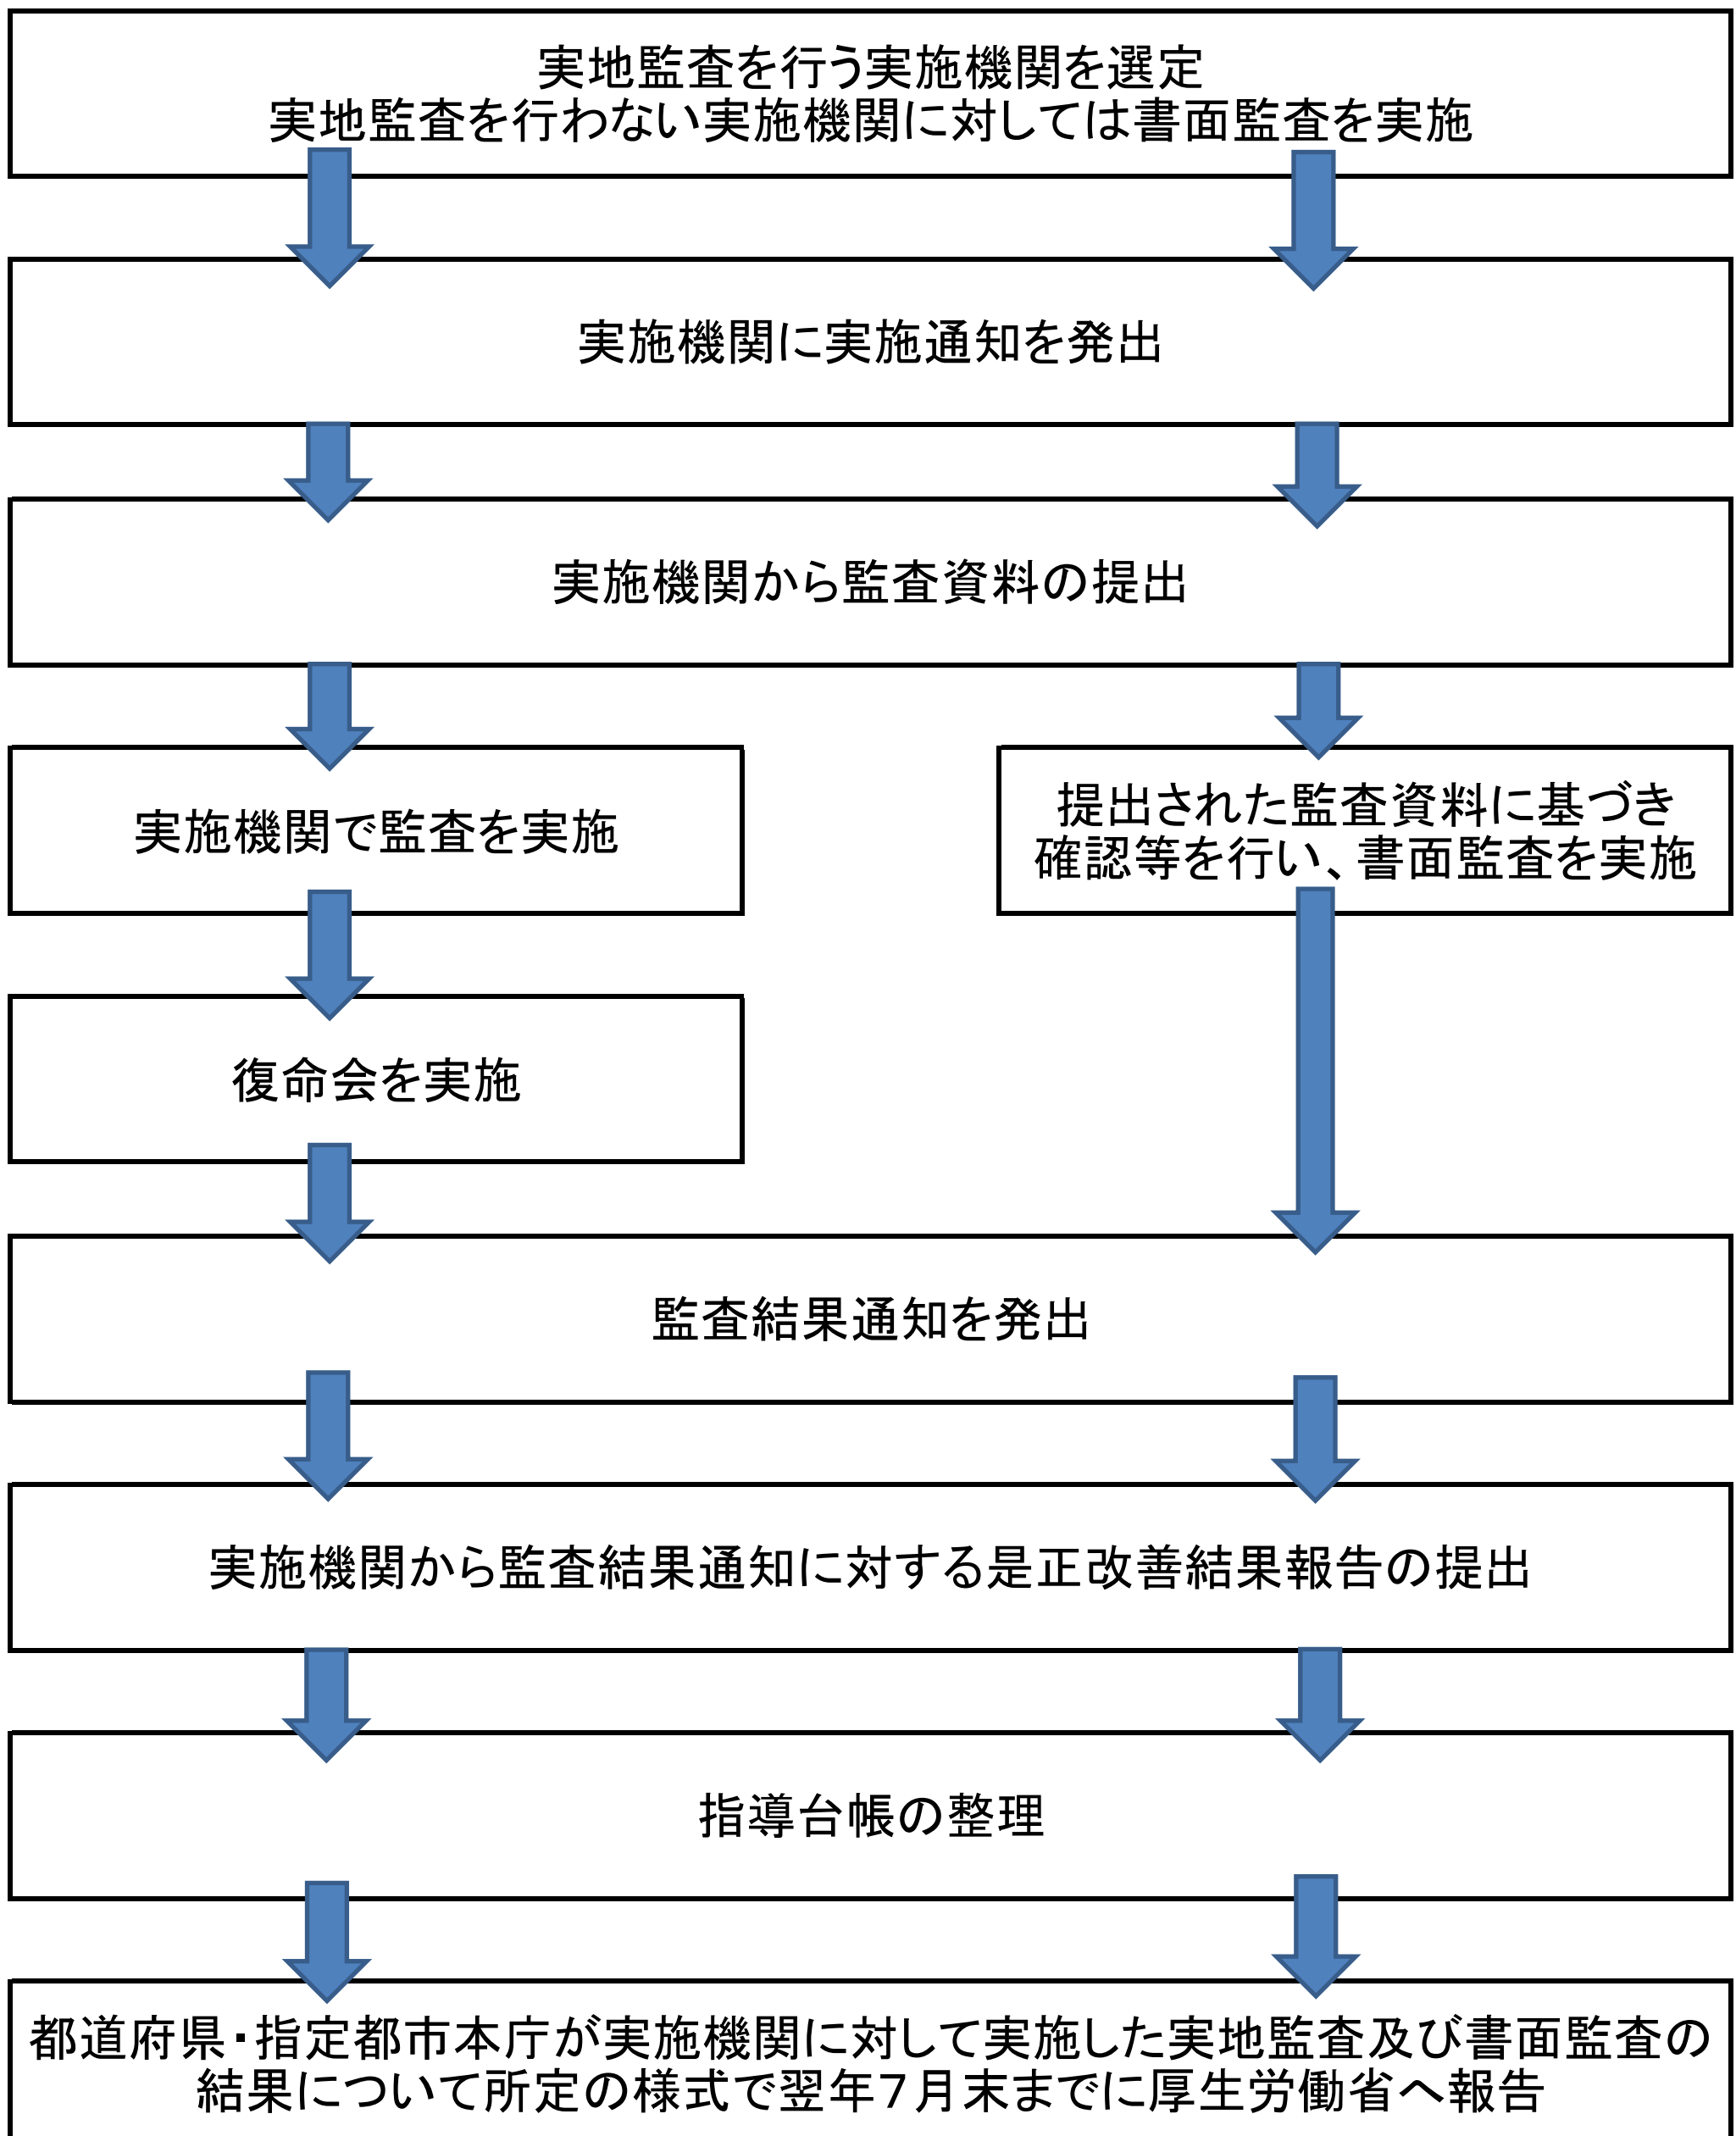 実地監査を行う実施機関を選定
実地監査を行わない実施機関に対しては書面監査を実施
実施機関に実施通知を発出
実施機関から監査資料の提出
実施機関で監査を実施
提出された監査資料に基づき
確認等を行い、書面監査を実施
復命会を実施
監査結果通知を発出
実施機関から監査結果通知に対する是正改善結果報告の提出
指導台帳の整理
都道府県・指定都市本庁が実施機関に対して実施した実地監査及び書面監査の
結果について所定の様式で翌年7月末までに厚生労働省へ報告